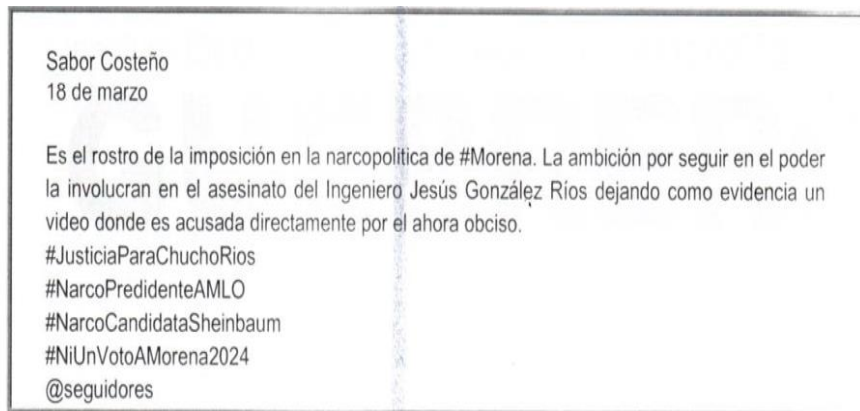 Sabor Costeño
18 de marzo
Es el rostro de la imposición en la narcopolitica de #Morena. La ambición por seguir en el poder
la involucran en el asesinato del Ingeniero Jesús González Ríos dejando como evidencia un
video donde es acusada directamente por el ahora obciso.
#JusticiaParaChuchoRios
#NarcoPredidenteAMLO
#NarcoCandidataSheinbaum
#NiUnVotoAMorena2024
@seguidores